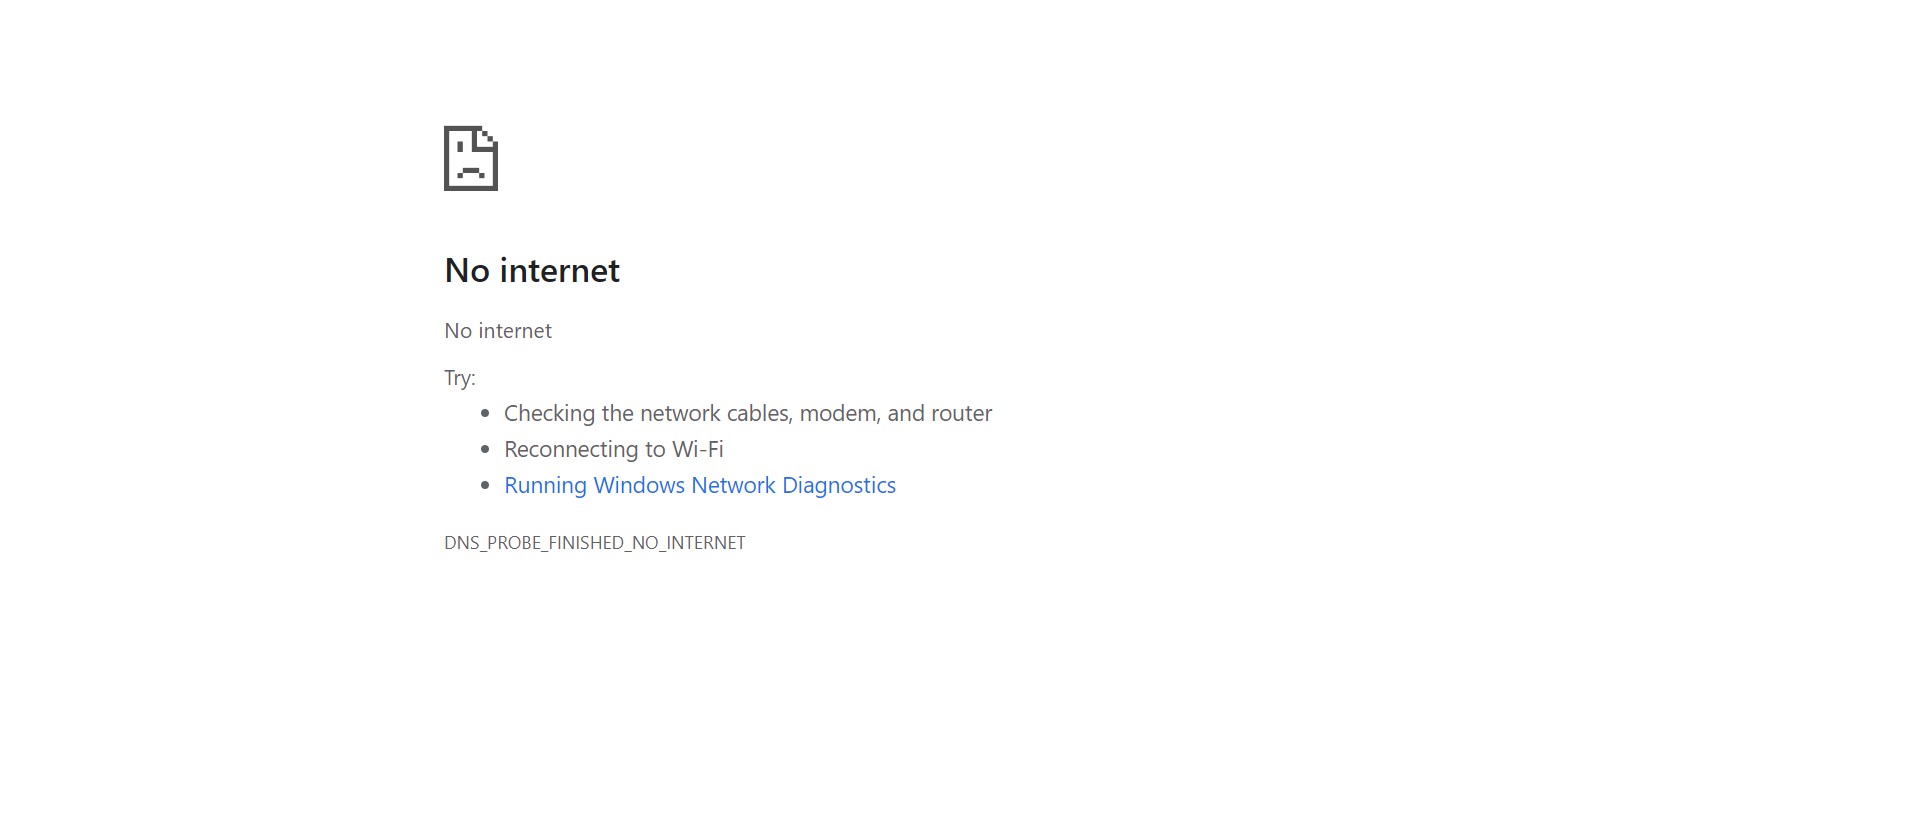 No internet
No internet
Try:
Checking the network cables, modem, and router
Reconnecting to Wi-Fi
Running Windows Network Diagnostics
DNS_PROBE_FINISHED_NO_INTERNET